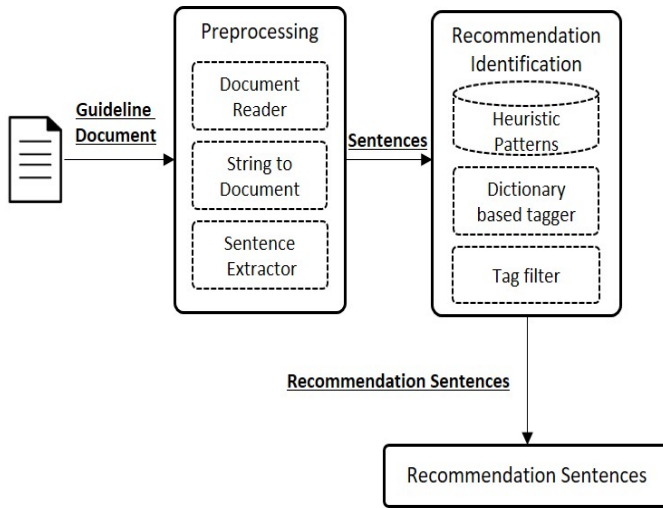 Guideline
Document
Preprocessing
Document
Reader
String to
Document
Sentence
Extractor
Sentences
Recommendation
Identification
Heuristic
Patterns
Dictionary
based tagger
Tag filter
Recommendation Sentences
Recommendation Sentences